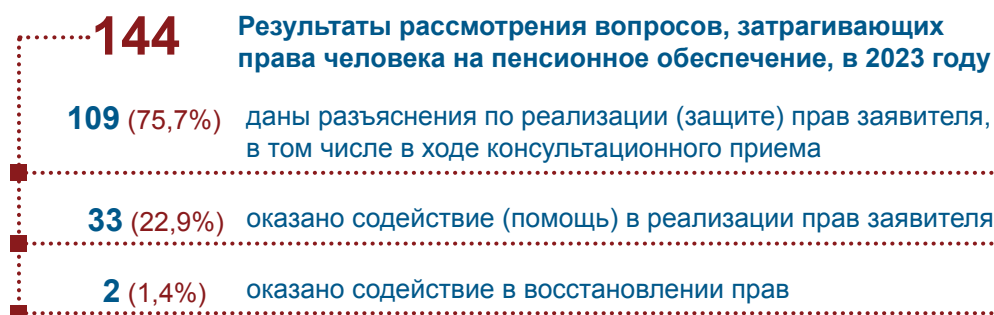 144 Результаты рассмотрения вопросов, затрагивающих
права человека на пенсионное обеспечение, в 2023 году
109 (75,7%) даны разъяснения по реализации (защите) прав заявителя,
в том числе в ходе консультационного приема
33 (22,9%) оказано содействие (помощь) в реализации прав заявителя
2 (1,4%) оказано содействие в восстановлении прав